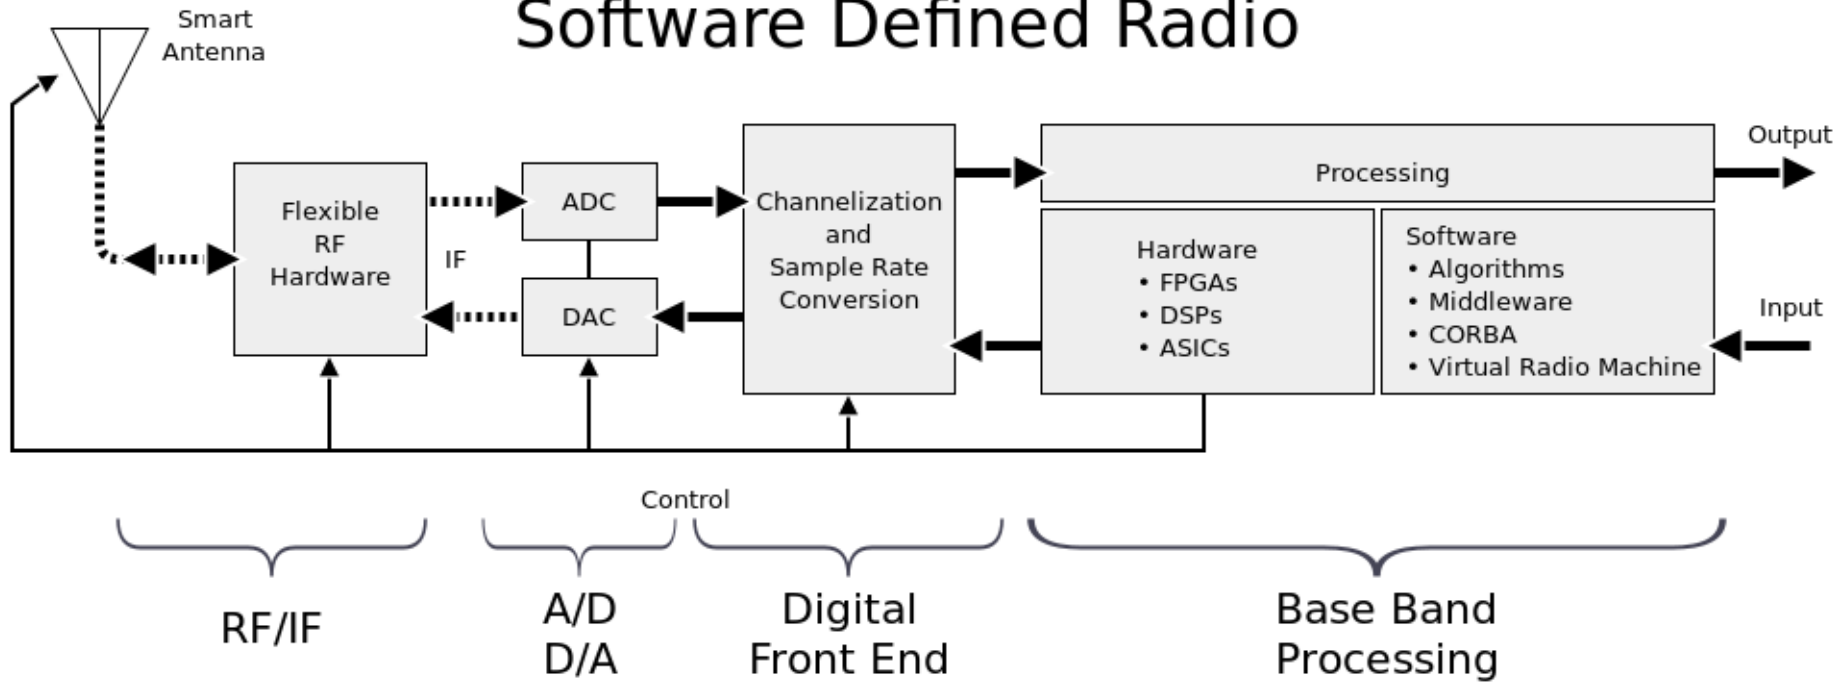 Software Defined Radio
Smart
Antenna
Flexible
RF
Hardware
IF
ADC
DAC
Channelization
and
Sample Rate
Conversion
Processing
Hardware
• FPGAs
• DSPs
• ASICs
Software
• Algorithms
• Middleware
• CORBA
• Virtual Radio Machine
Output
Input
Control
RF/IF
A/D
D/A
Digital
Front End
Base Band
Processing